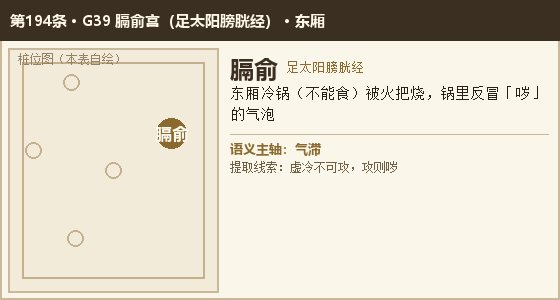 第194条・G39 膈俞宫（足太阳膀胱经）・东厢
桩位图（本表自绘）
膈俞
膈俞 足太阳膀胱经
东厢冷锅（不能食）被火把烧，锅里反冒「哕」
的气泡
语义主轴：气滞
提取线索：虚冷不可攻，攻则哕